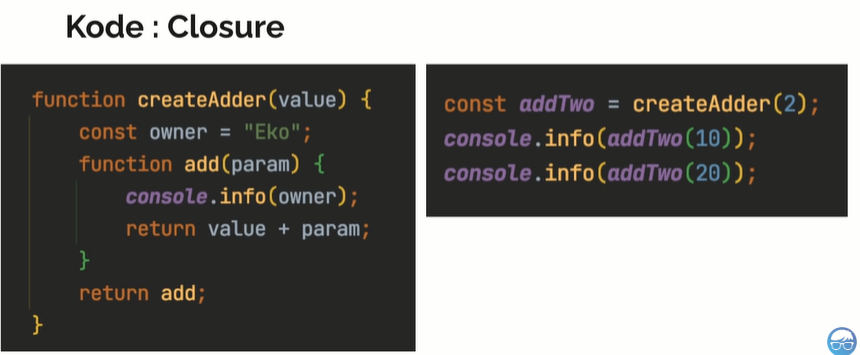 Kode : Closure
function createAdder(value) {
    const owner = "Eko";
    function add(param) {
        console.info(owner);
        return value + param;
    }
    return add;
}
const addTwo = createAdder(2);
console.info(addTwo(10));
console.info(addTwo(20));